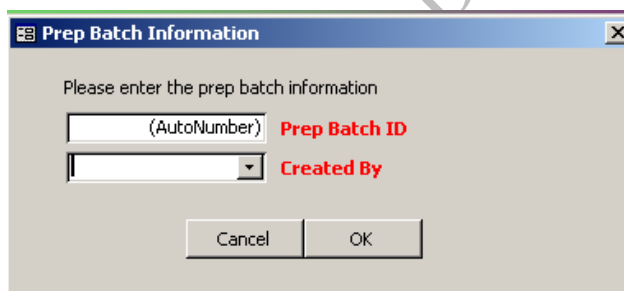 Prep Batch Information
Please enter the prep batch information
(AutoNumber) Prep Batch ID
Created By
Cancel OK